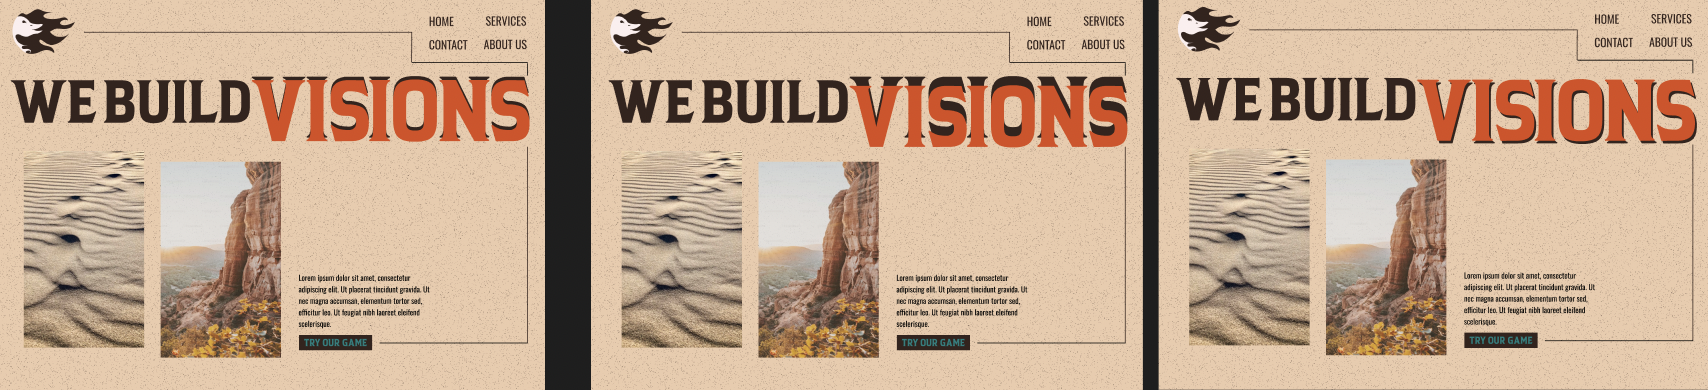 HOME SERVICES
CONTACT ABOUT US
WE BUILD VISIONS
Lorem ipsum dolor sit amet, consectetur
adipiscing elit. Ut placerat tincidunt gravida. Ut
nec magna accumsan, elementum tortor sed,
efficitur leo. Ut feugiat nibh laoreet eleifend
scelerisque.
TRY OUR GAME
HOME SERVICES
CONTACT ABOUT US
WE BUILD VISIONS
Lorem ipsum dolor sit amet, consectetur
adipiscing elit. Ut placerat tincidunt gravida. Ut
nec magna accumsan, elementum tortor sed,
efficitur leo. Ut feugiat nibh laoreet eleifend
scelerisque.
TRY OUR GAME
HOME SERVICES
CONTACT ABOUT US
WE BUILD VISIONS
Lorem ipsum dolor sit amet, consectetur
adipiscing elit. Ut placerat tincidunt gravida. Ut
nec magna accumsan, elementum tortor sed,
efficitur leo. Ut feugiat nibh laoreet eleifend
scelerisque.
TRY OUR GAME